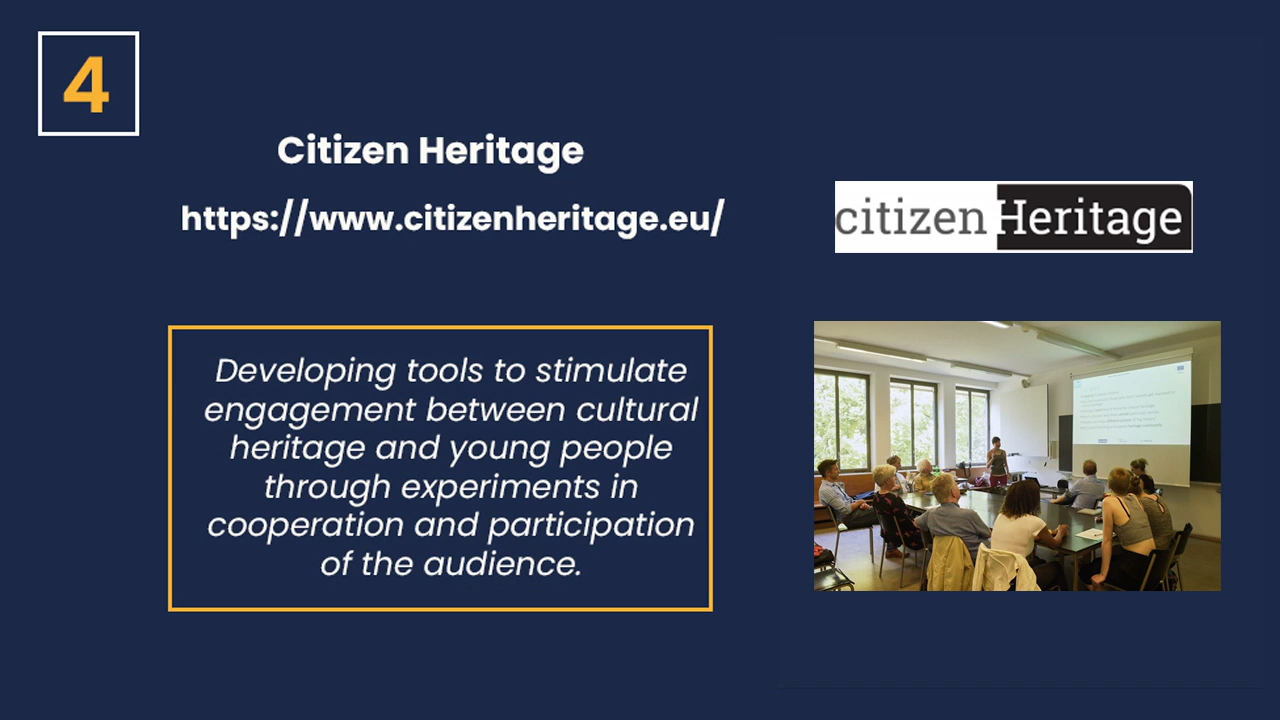 4
Citizen Heritage
https://www.citizenheritage.eu/
citizen Heritage
Developing tools to stimulate
engagement between cultural
heritage and young people
through experiments in
cooperation and participation
of the audience.